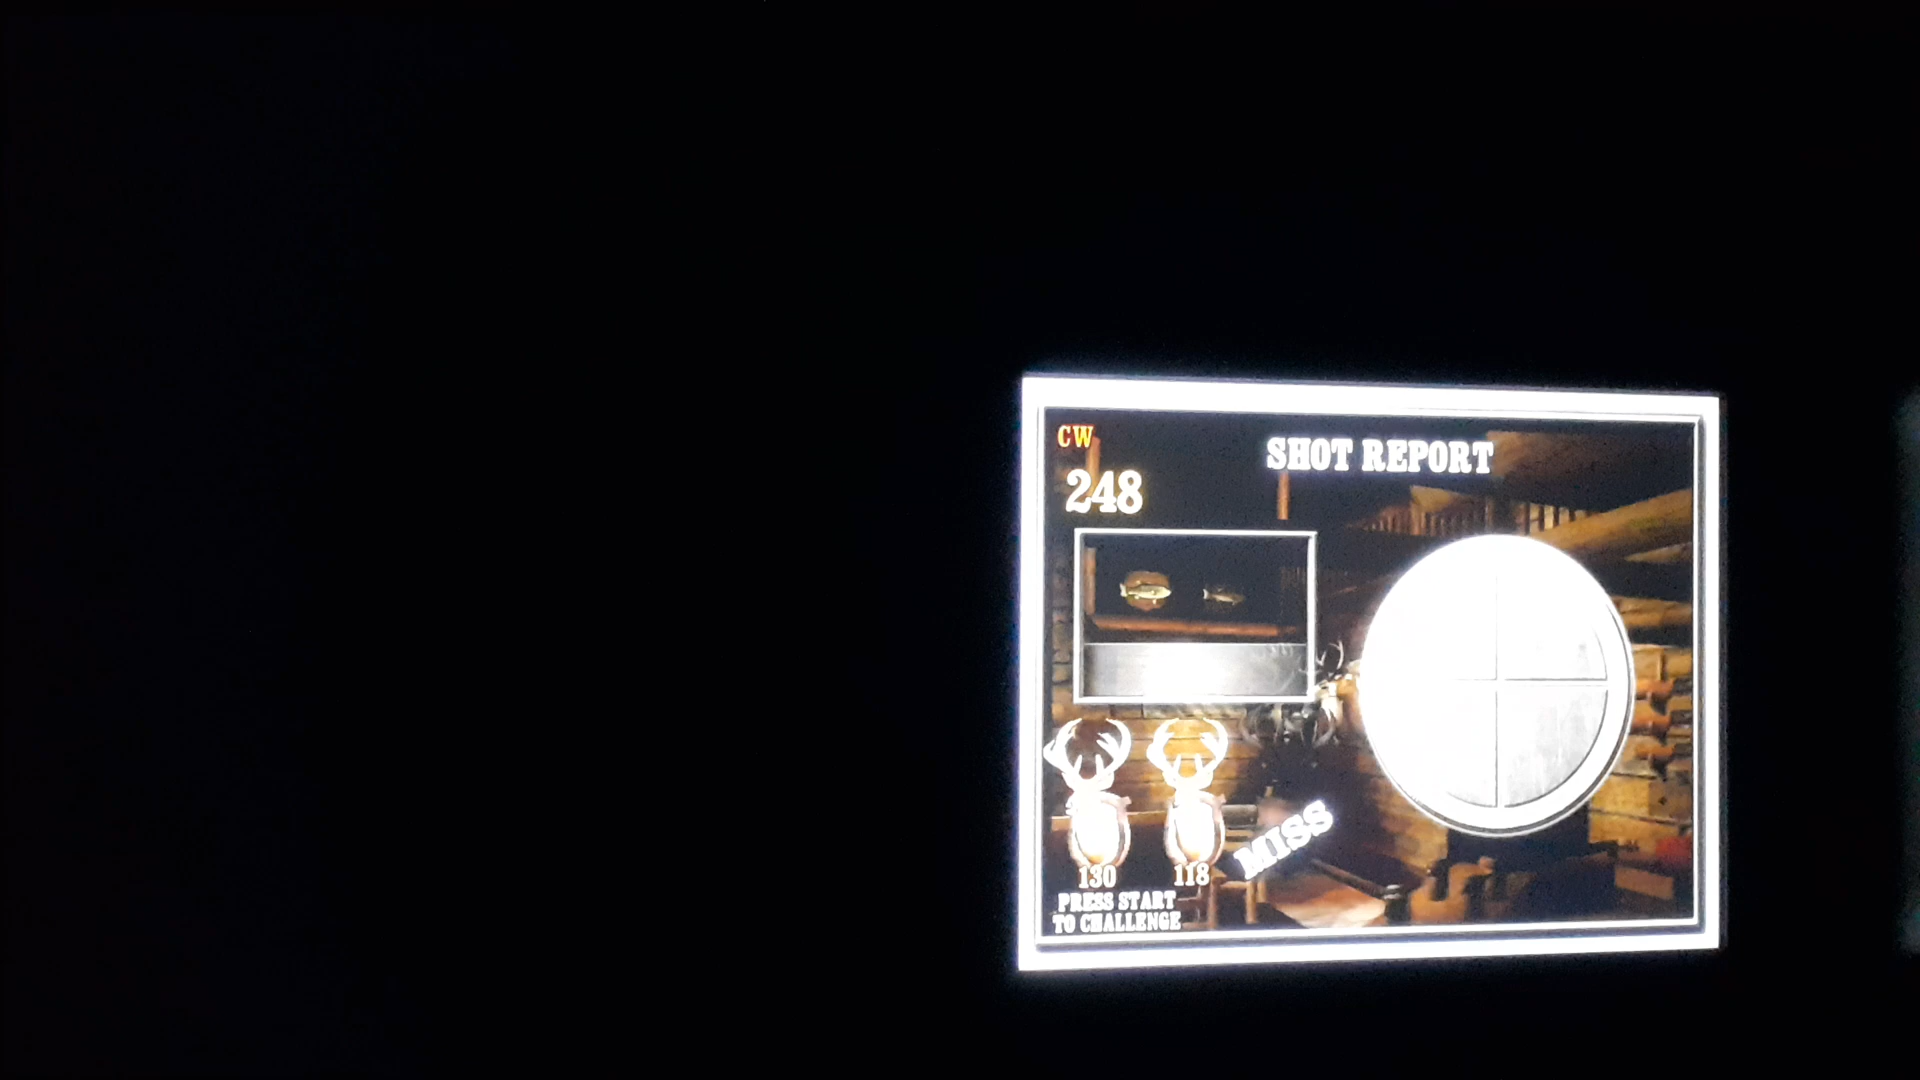 CW
SHOT REPORT
248
MISS
130
118
PRESS START
TO CHALLENGE